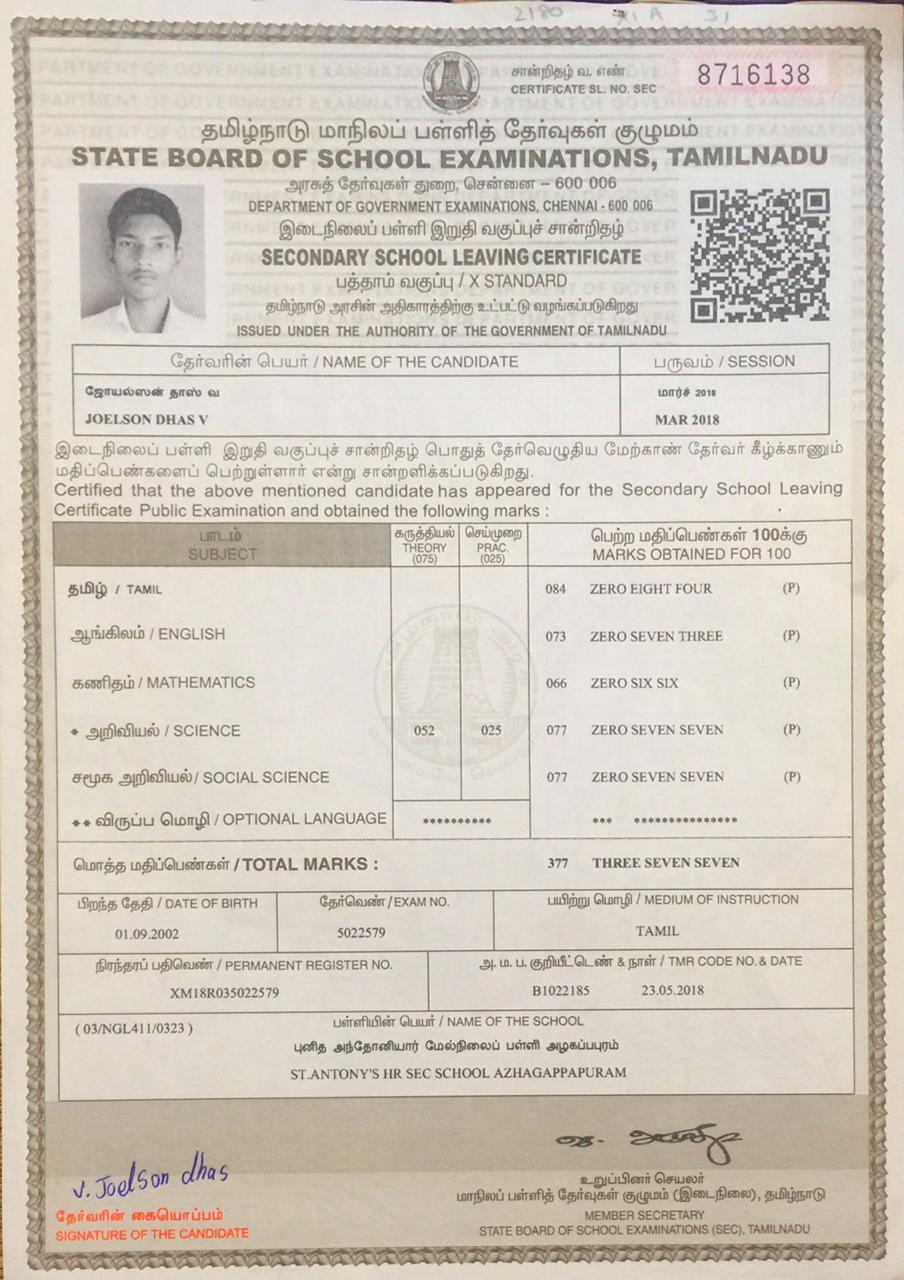 2180 XI A 31
சான்றிதழ் வ. எண்
CERTIFICATE SL. NO. SEC
8716138
தமிழ்நாடு மாநிலப் பள்ளித் தேர்வுகள் குழுமம்
STATE BOARD OF SCHOOL EXAMINATIONS, TAMILNADU
அரசுத் தேர்வுகள் துறை, சென்னை – 600 006
DEPARTMENT OF GOVERNMENT EXAMINATIONS, CHENNAI - 600 006
இடைநிலைப் பள்ளி இறுதி வகுப்புச் சான்றிதழ்
SECONDARY SCHOOL LEAVING CERTIFICATE
பத்தாம் வகுப்பு / X STANDARD
தமிழ்நாடு அரசின் அதிகாரத்திற்கு உட்பட்டு வழங்கப்படுகிறது
ISSUED UNDER THE AUTHORITY OF THE GOVERNMENT OF TAMILNADU
தேர்வரின் பெயர் / NAME OF THE CANDIDATE
பருவம் / SESSION
ஜோயல்ஸன் தாஸ் வ
மார்ச் 2018
JOELSON DHAS V
MAR 2018
இடைநிலைப் பள்ளி இறுதி வகுப்புச் சான்றிதழ் பொதுத் தேர்வெழுதிய மேற்காண் தேர்வர் கீழ்க்காணும்
மதிப்பெண்களைப் பெற்றுள்ளார் என்று சான்றளிக்கப்படுகிறது.
Certified that the above mentioned candidate has appeared for the Secondary School Leaving
Certificate Public Examination and obtained the following marks :
பாடம்
SUBJECT
கருத்தியல்
THEORY
(075)
செய்முறை
PRAC.
(025)
பெற்ற மதிப்பெண்கள் 100க்கு
MARKS OBTAINED FOR 100
தமிழ் / TAMIL 084 ZERO EIGHT FOUR (P)
ஆங்கிலம் / ENGLISH 073 ZERO SEVEN THREE (P)
கணிதம் / MATHEMATICS 066 ZERO SIX SIX (P)
* அறிவியல் / SCIENCE 052 025 077 ZERO SEVEN SEVEN (P)
சமூக அறிவியல் / SOCIAL SCIENCE 077 ZERO SEVEN SEVEN (P)
** விருப்ப மொழி / OPTIONAL LANGUAGE ********** *** ***************
மொத்த மதிப்பெண்கள் / TOTAL MARKS : 377 THREE SEVEN SEVEN
பிறந்த தேதி / DATE OF BIRTH
தேர்வெண் / EXAM NO.
பயிற்று மொழி / MEDIUM OF INSTRUCTION
01.09.2002
5022579
TAMIL
நிரந்தரப் பதிவெண் / PERMANENT REGISTER NO.
அ. ம. ப. குறியீட்டெண் & நாள் / TMR CODE NO. & DATE
XM18R035022579
B1022185 23.05.2018
( 03/NGL411/0323 )
பள்ளியின் பெயர் / NAME OF THE SCHOOL
புனித அந்தோனியார் மேல்நிலைப் பள்ளி அழகப்பபுரம்
ST.ANTONY'S HR SEC SCHOOL AZHAGAPPAPURAM
V. Joelson dhas
தேர்வரின் கையொப்பம்
SIGNATURE OF THE CANDIDATE
உறுப்பினர் செயலர்
மாநிலப் பள்ளித் தேர்வுகள் குழுமம் (இடைநிலை), தமிழ்நாடு
MEMBER SECRETARY
STATE BOARD OF SCHOOL EXAMINATIONS (SEC), TAMILNADU